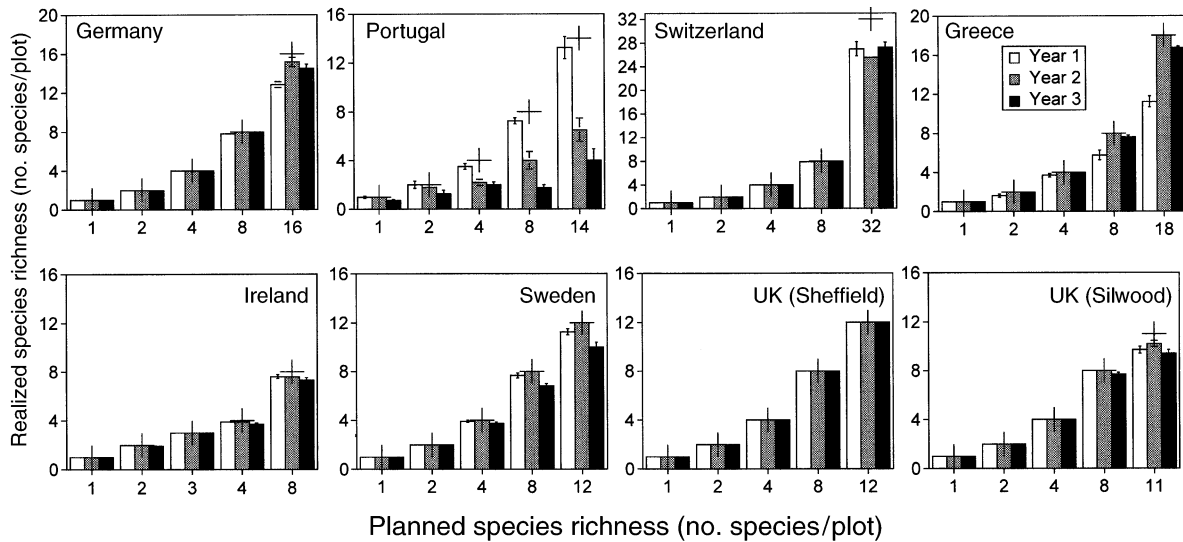 Realized species richness (no. species/plot)
Germany
20
16
12
8
4
0
1 2 4 8 16
Portugal
16
12
8
4
0
1 2 4 8 14
Switzerland
32
28
24
20
16
12
8
4
0
1 2 4 8 32
Greece
Year 1
Year 2
Year 3
20
16
12
8
4
0
1 2 4 8 18
Ireland
16
12
8
4
0
1 2 3 4 8
Sweden
16
12
8
4
0
1 2 4 8 12
UK (Sheffield)
16
12
8
4
0
1 2 4 8 12
UK (Silwood)
16
12
8
4
0
1 2 4 8 11
Planned species richness (no. species/plot)